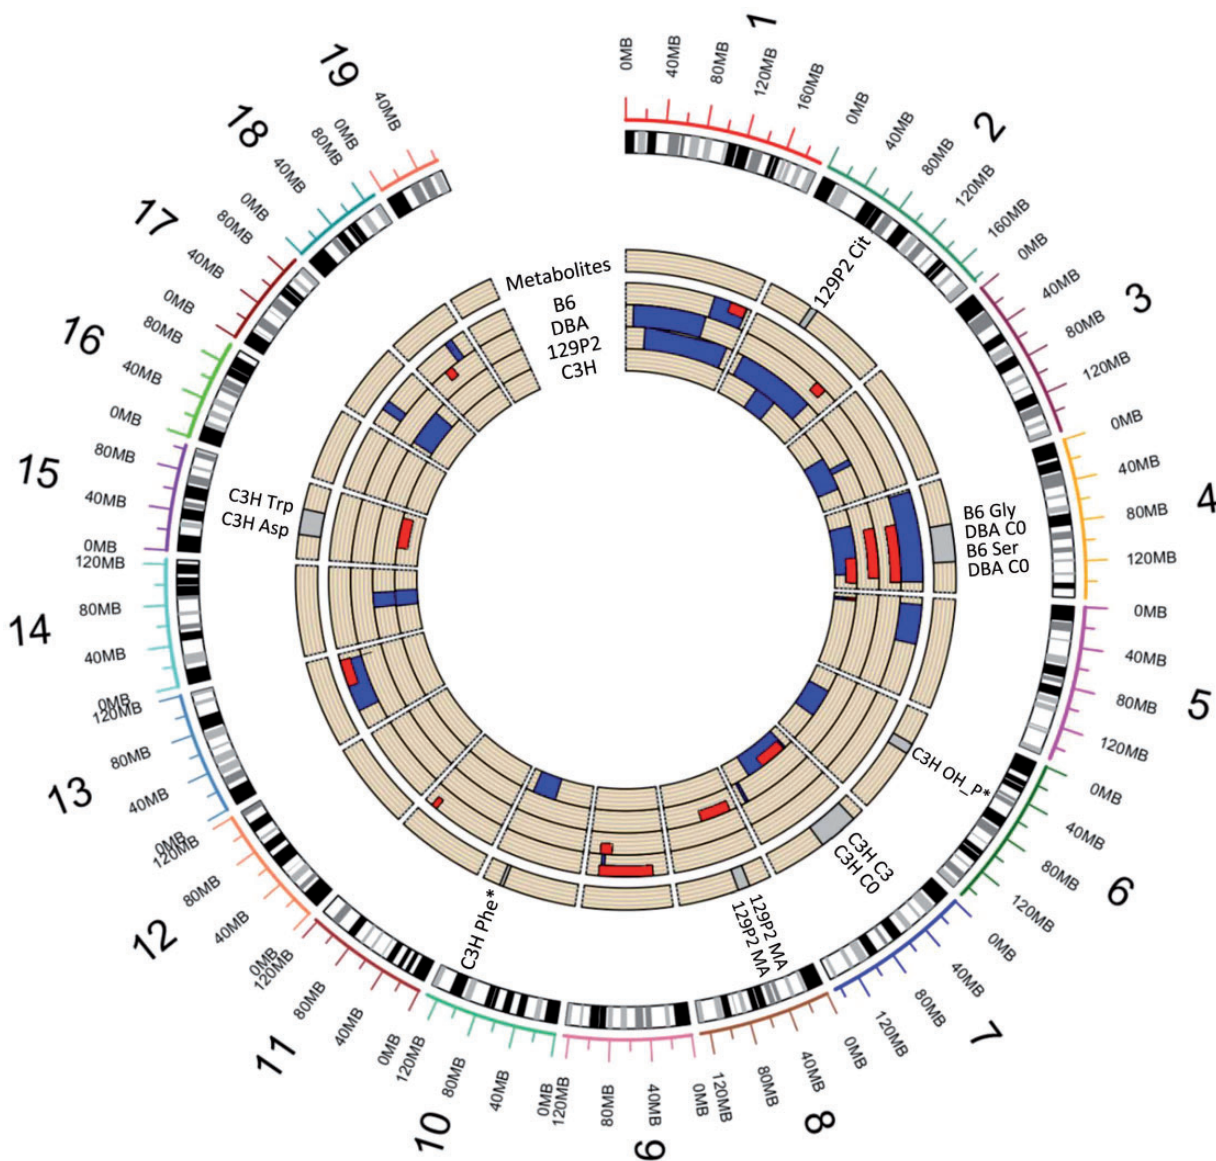 1
0MB
40MB
80MB
120MB
160MB
2
0MB
40MB
80MB
120MB
160MB
3
0MB
40MB
80MB
120MB
4
0MB
40MB
80MB
120MB
5
0MB
40MB
80MB
120MB
6
0MB
40MB
80MB
120MB
7
0MB
40MB
80MB
120MB
8
0MB
40MB
80MB
120MB
9
0MB
40MB
80MB
120MB
10
0MB
40MB
80MB
120MB
11
0MB
40MB
80MB
120MB
12
0MB
40MB
80MB
120MB
13
0MB
40MB
80MB
120MB
14
0MB
40MB
80MB
120MB
15
0MB
40MB
80MB
16
0MB
40MB
80MB
17
0MB
40MB
80MB
18
0MB
40MB
80MB
19
0MB
40MB
Metabolites
B6
DBA
129P2
C3H
129P2 Cit
B6 Gly
DBA C0
B6 Ser
DBA C0
C3H OH_P*
C3H C3
C3H C0
129P2 MA
129P2 MA
C3H Phe*
C3H Trp
C3H Asp